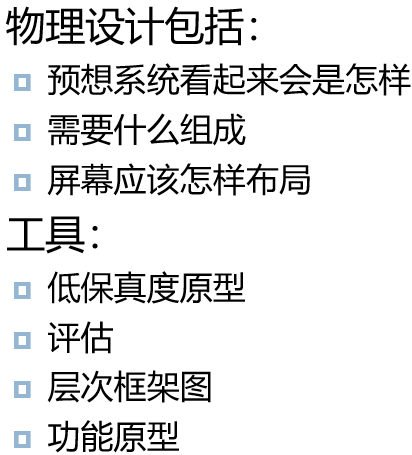 物理设计包括：
预想系统看起来会是怎样
需要什么组成
屏幕应该怎样布局
工具：
低保真度原型
评估
层次框架图
功能原型